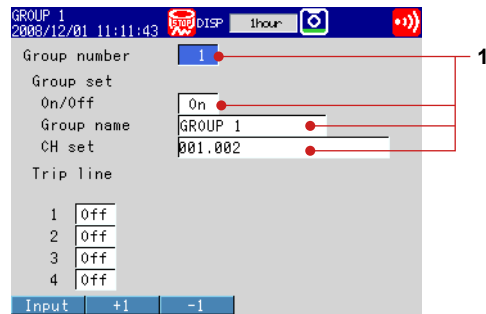 GROUP 1
2008/12/01 11:11:43 STOP DISP 1hour
Group number 1
1
Group set
On/Off On
Group name GROUP 1
CH set 001.002
Trip line
1 Off
2 Off
3 Off
4 Off
Input +1 -1